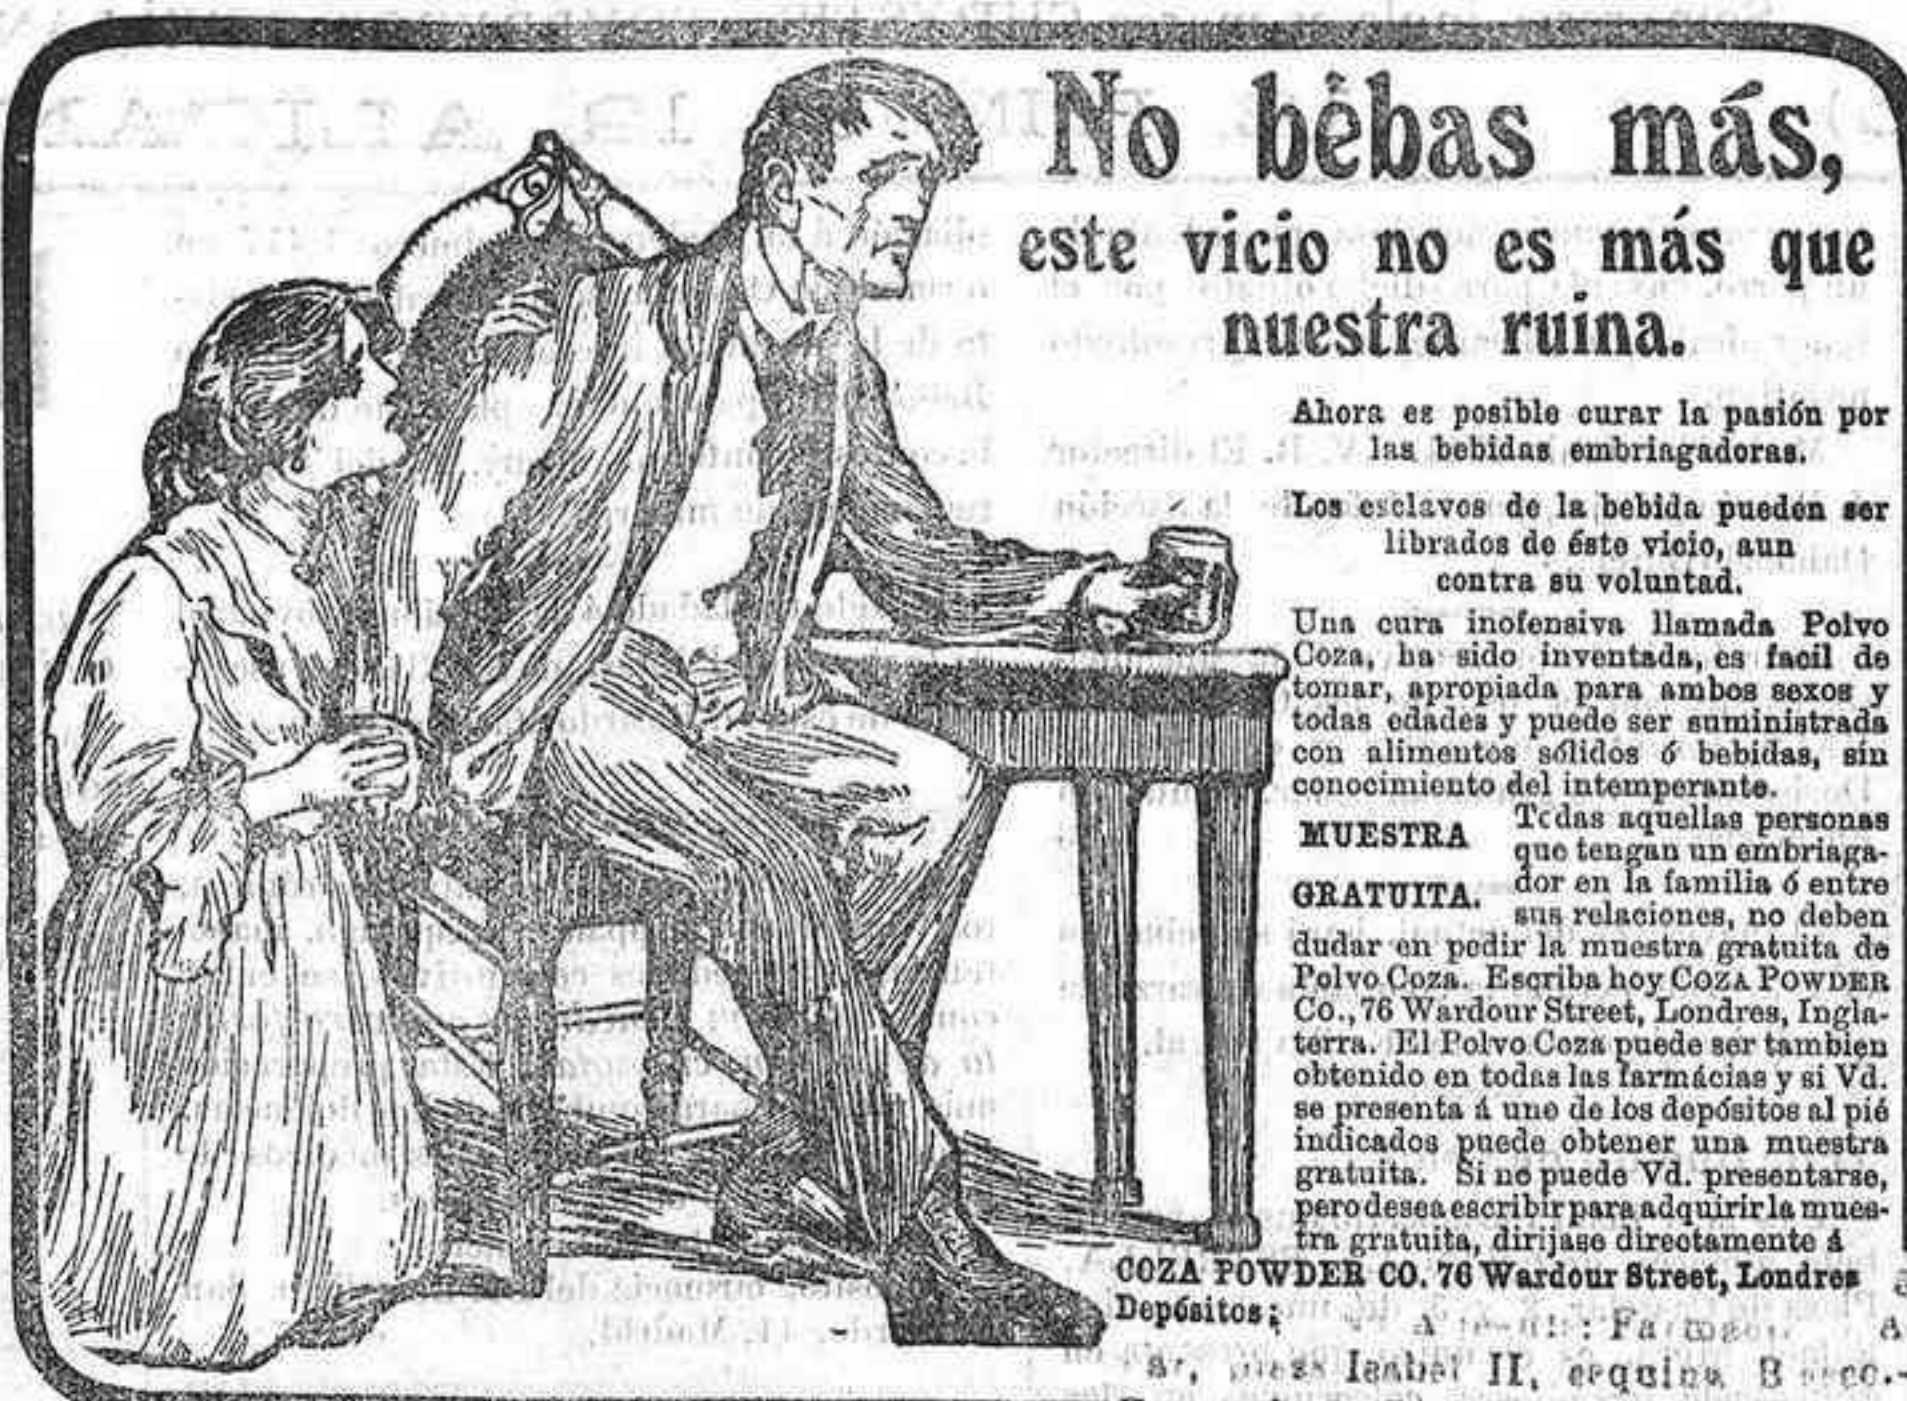 No bebas más,
este vicio no es más que
nuestra ruina.
Ahora es posible curar la pasión por
las bebidas embriagadoras.
Los esclavos de la bebida pueden ser
librados de éste vicio, aun
contra su voluntad.
Una cura inofensiva llamada Polvo
Coza, ha sido inventada, es facil de
tomar, apropiada para ambos sexos y
todas edades y puede ser suministrada
con alimentos sólidos ó bebidas, sin
conocimiento del intemperante.
MUESTRA
GRATUITA.
Todas aquellas personas
que tengan un embriaga-
dor en la familia ó entre
sus relaciones, no deben
dudar en pedir la muestra gratuita de
Polvo Coza. Escriba hoy COZA POWDER
CO., 76 Wardour Street, Londres, Ingla-
terra. El Polvo Coza puede ser tambien
obtenido en todas las farmácias y si Vd.
se presenta á uno de los depósitos al pié
indicados puede obtener una muestra
gratuita. Si no puede Vd. presentarse,
pero desea escribir para adquirir la mues-
tra gratuita, dirijase directamente á
COZA POWDER CO. 76 Wardour Street, Londres
Depósitos:
Isabel II, esquina